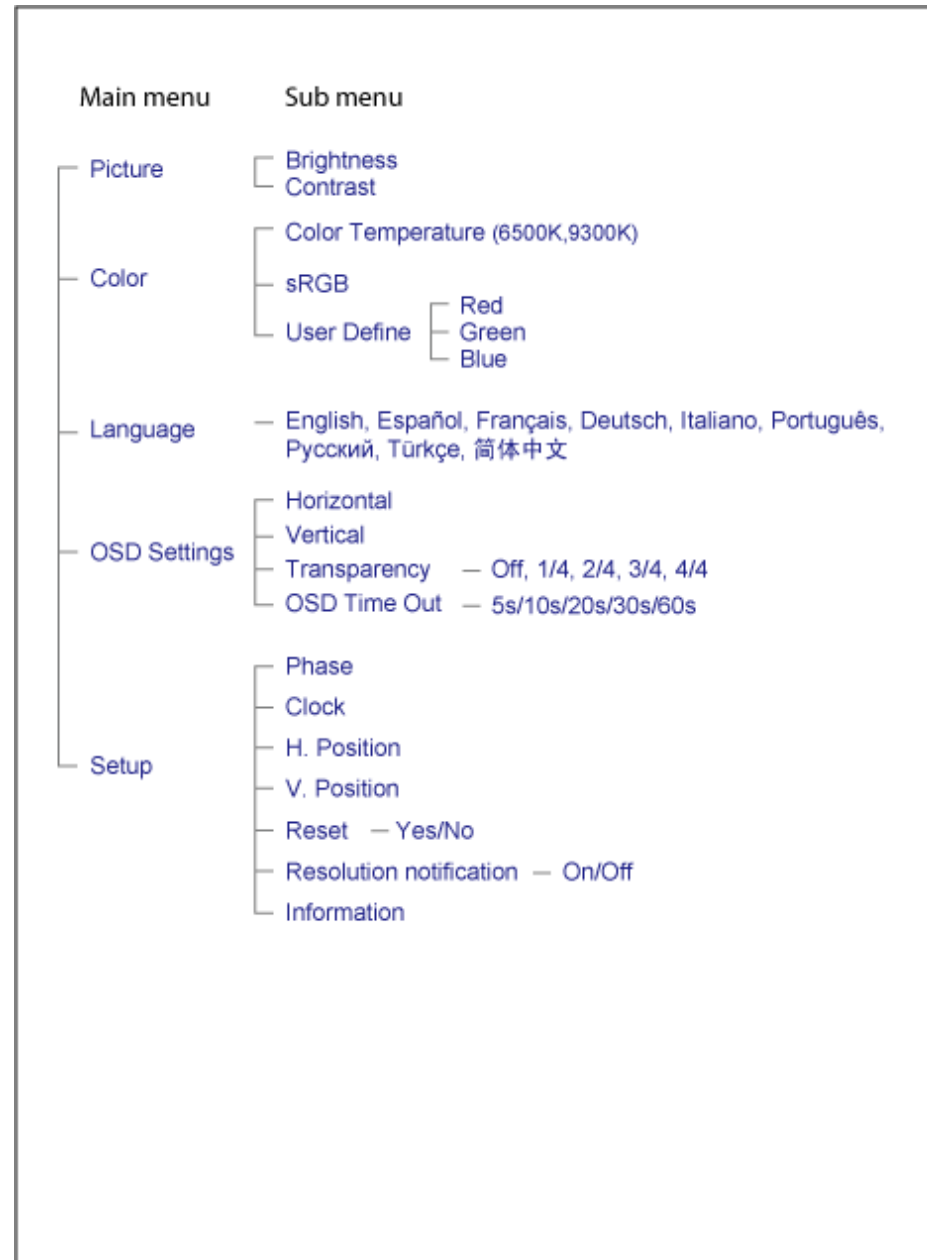 Main menu Sub menu
Picture Brightness
Contrast
Color Temperature (6500K,9300K)
Color sRGB
Red
User Define Green
Blue
Language English, Español, Français, Deutsch, Italiano, Português,
Русский, Türkçe, 简体中文
Horizontal
Vertical
OSD Settings
Transparency Off, 1/4, 2/4, 3/4, 4/4
OSD Time Out 5s/10s/20s/30s/60s
Phase
Clock
H. Position
Setup
V. Position
Reset Yes/No
Resolution notification On/Off
Information